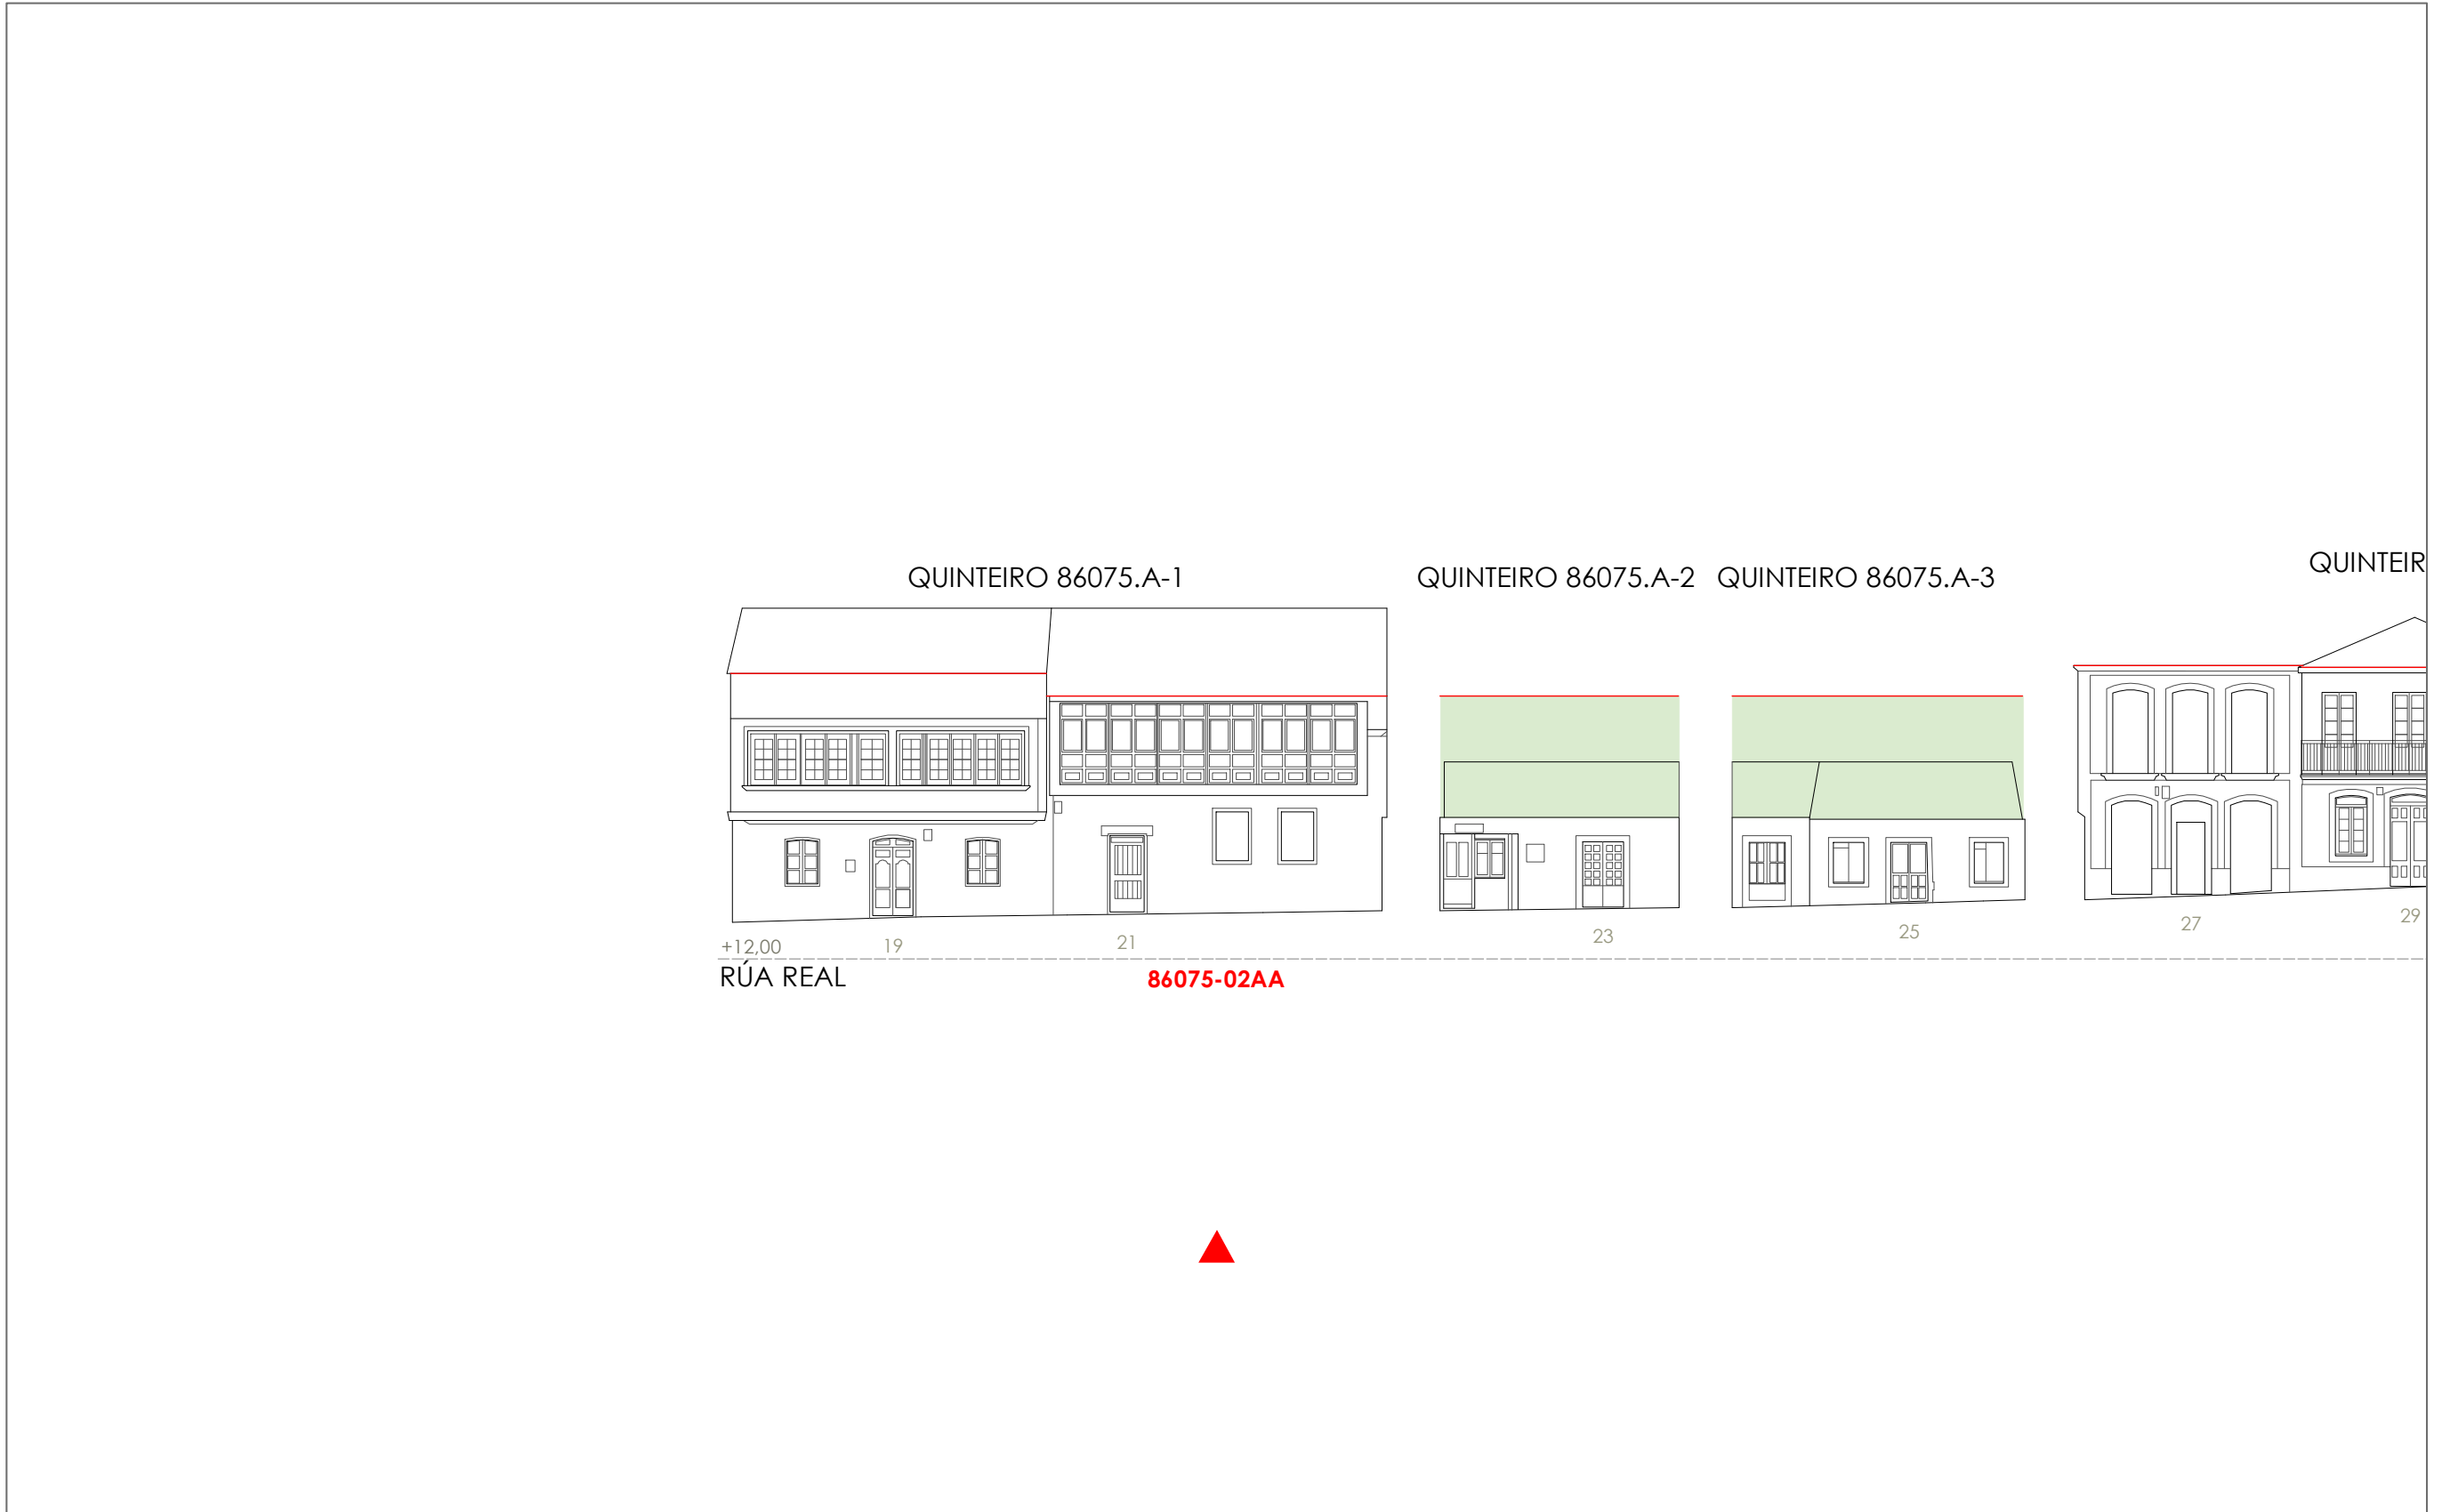 QUINTEIR
QUINTEIRO 86075.A-1
QUINTEIRO 86075.A-2
QUINTEIRO 86075.A-3
+12,00
19
21
23
25
27
29
RÚA REAL
86075-02AA